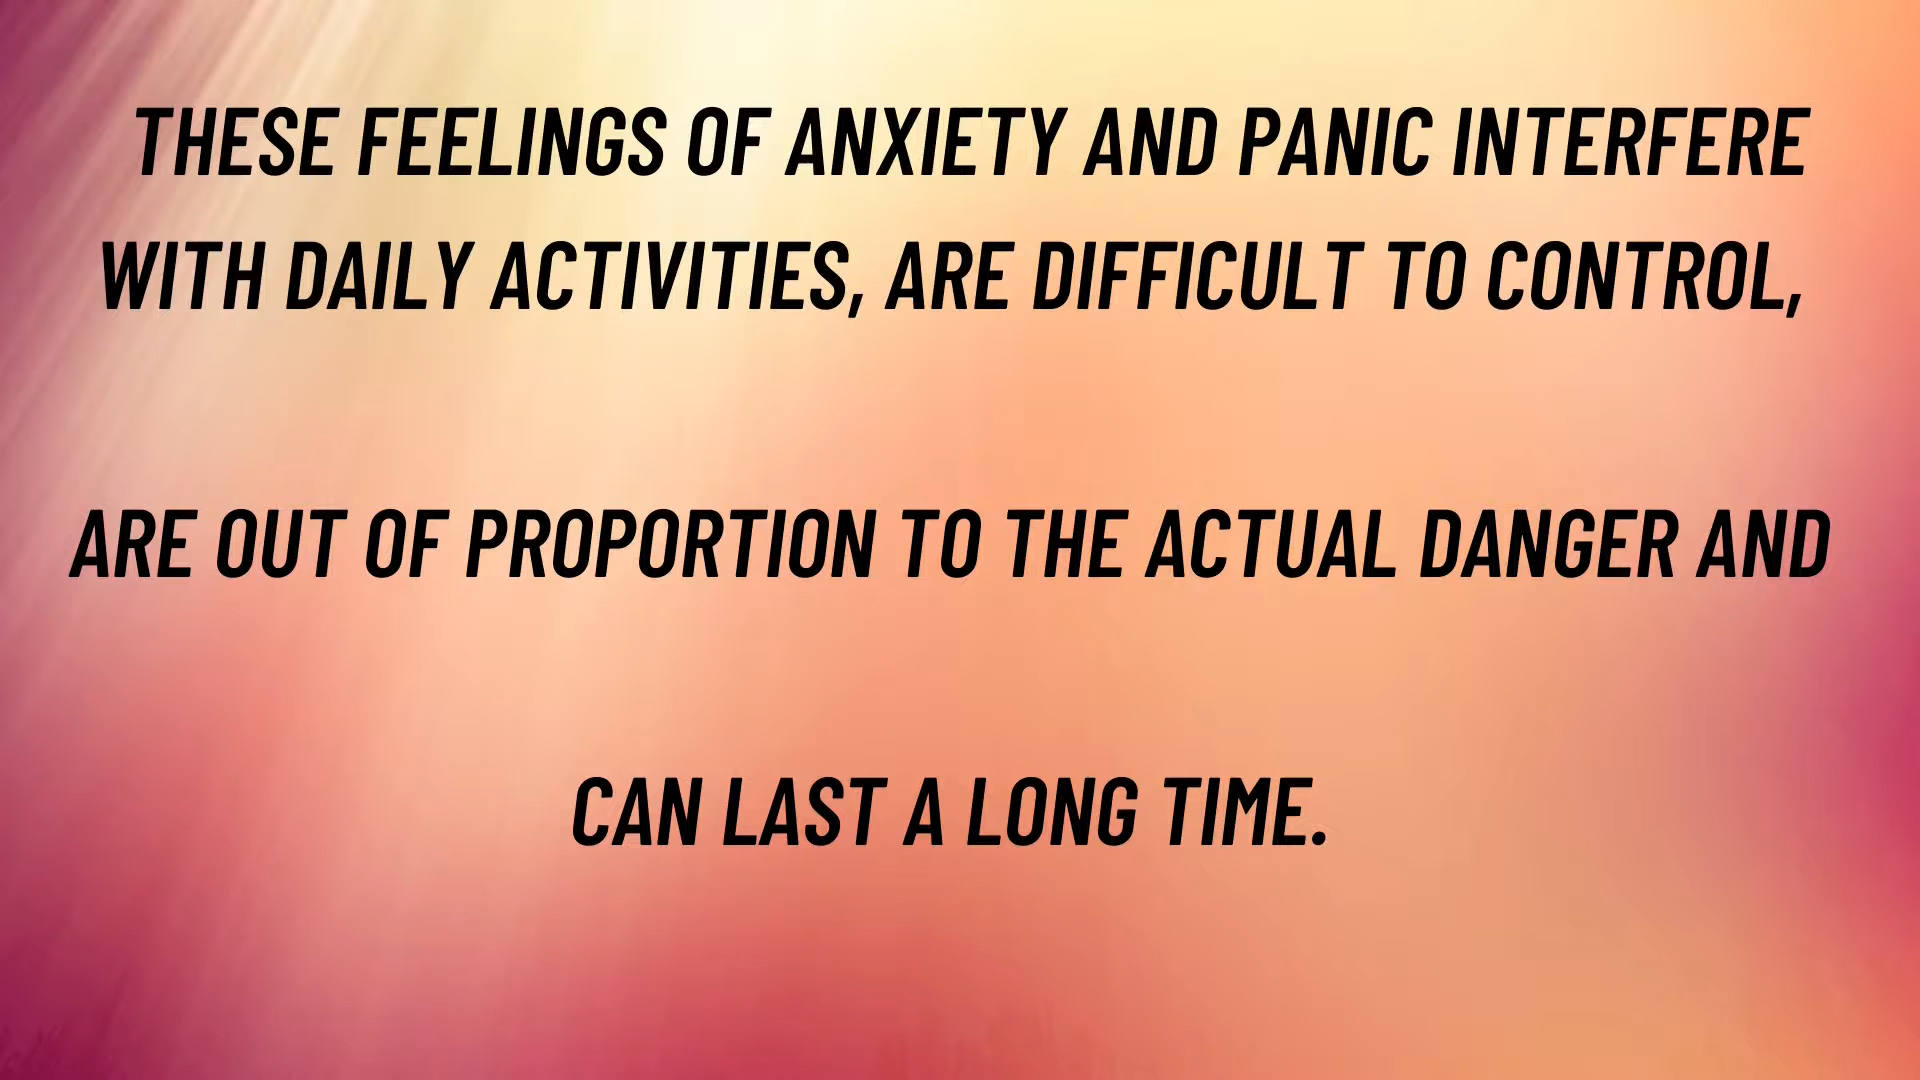 THESE FEELINGS OF ANXIETY AND PANIC INTERFERE
WITH DAILY ACTIVITIES, ARE DIFFICULT TO CONTROL,
ARE OUT OF PROPORTION TO THE ACTUAL DANGER AND
CAN LAST A LONG TIME.